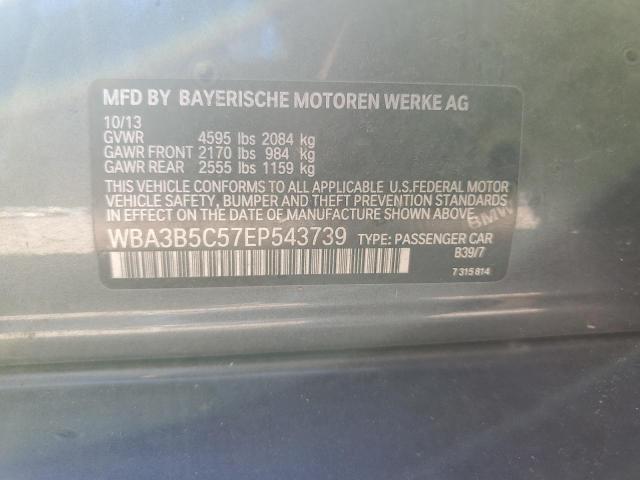 MFD BY BAYERISCHE MOTOREN WERKE AG
10/13
GVWR 4595 lbs 2084 kg
GAWR FRONT 2170 lbs 984 kg
GAWR REAR 2555 lbs 1159 kg
THIS VEHICLE CONFORMS TO ALL APPLICABLE U.S.FEDERAL MOTOR
VEHICLE SAFETY, BUMPER AND THEFT PREVENTION STANDARDS
IN EFFECT ON THE DATE OF MANUFACTURE SHOWN ABOVE.
BMW
WBA3B5C57EP543739 TYPE: PASSENGER CAR
B39/7
7 315 814